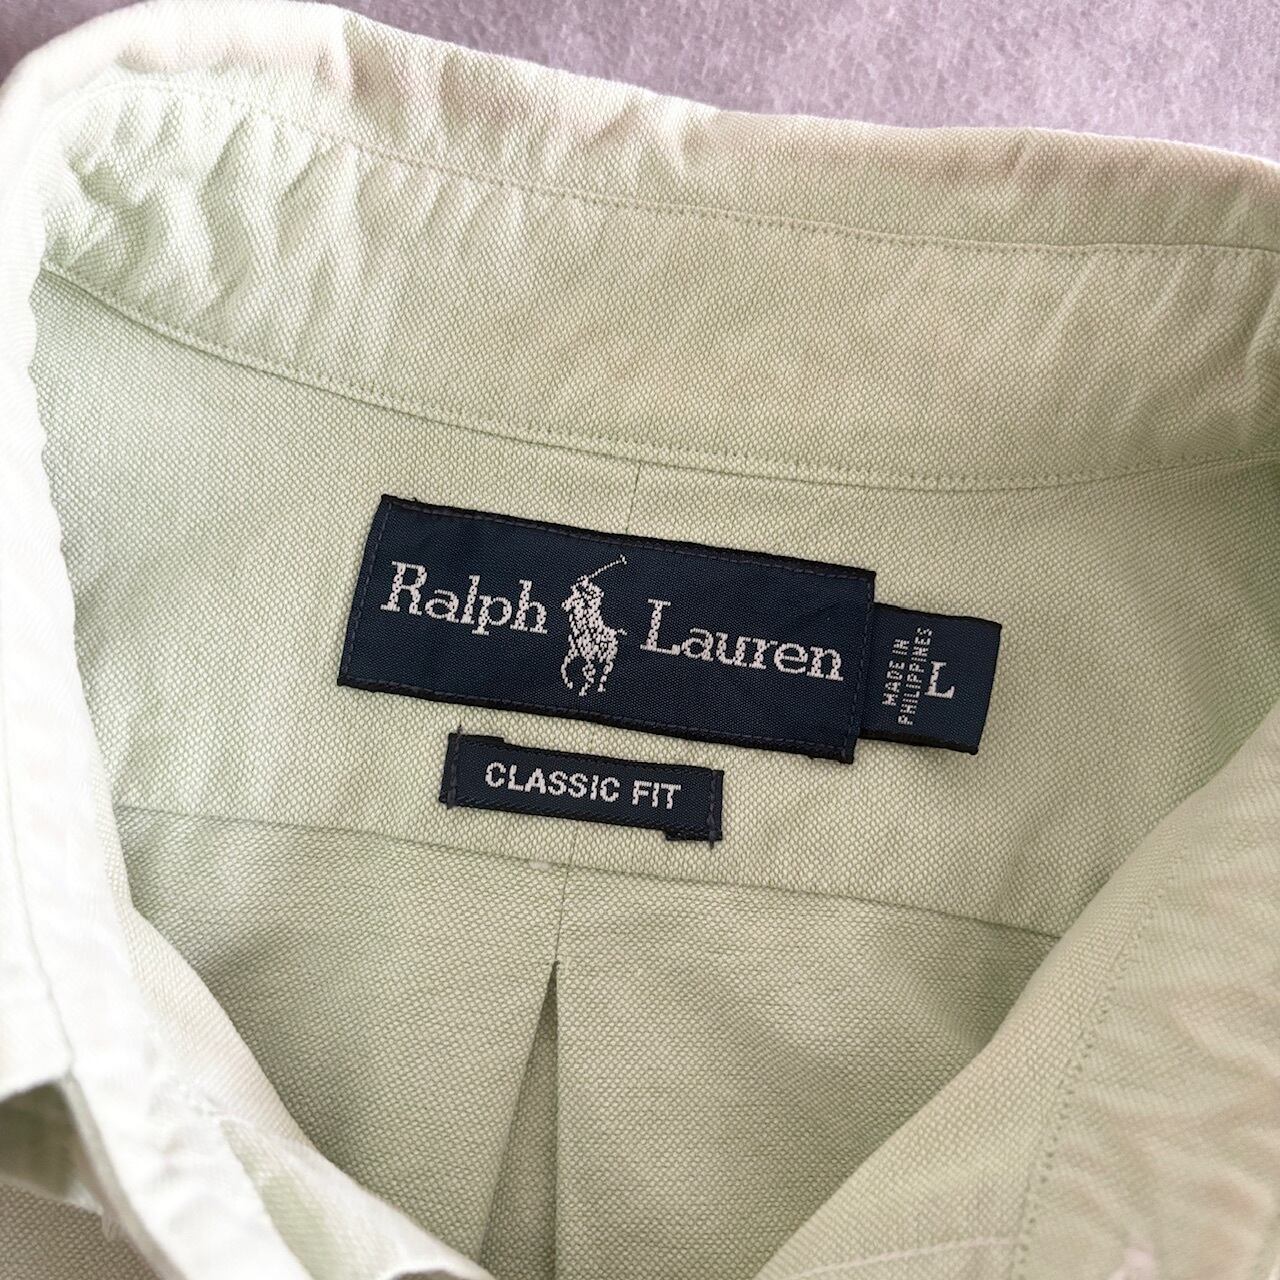 Ralph Lauren
MADE IN
PHILIPPINES
L
CLASSIC FIT